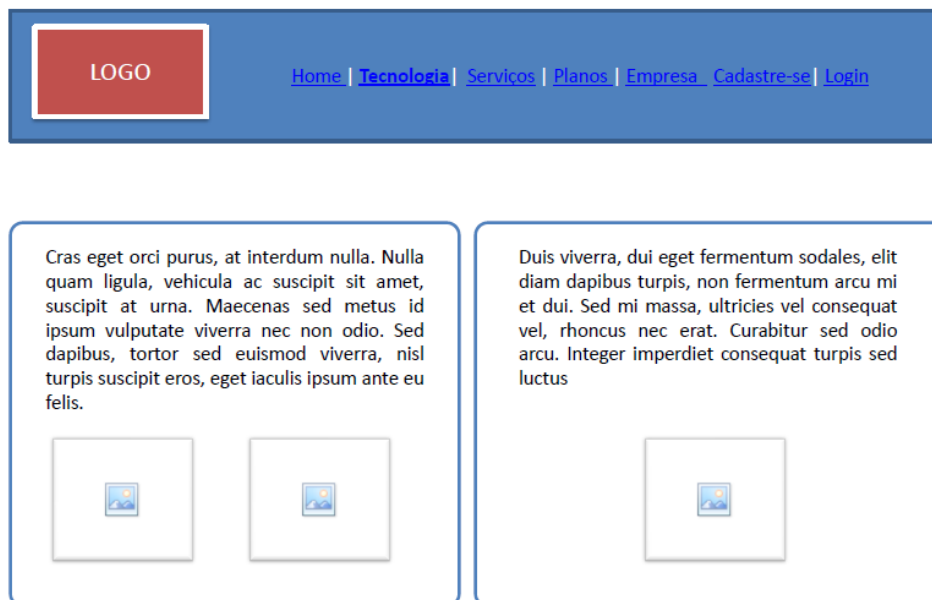 LOGO
Home | Tecnologia| Serviços | Planos | Empresa  Cadastre-se| Login
Cras eget orci purus, at interdum nulla. Nulla
quam ligula, vehicula ac suscipit sit amet,
suscipit at urna. Maecenas sed metus id
ipsum vulputate viverra nec non odio. Sed
dapibus, tortor sed euismod viverra, nisl
turpis suscipit eros, eget iaculis ipsum ante eu
felis.
Duis viverra, dui eget fermentum sodales, elit
diam dapibus turpis, non fermentum arcu mi
et dui. Sed mi massa, ultricies vel consequat
vel, rhoncus nec erat. Curabitur sed odio
arcu. Integer imperdiet consequat turpis sed
luctus